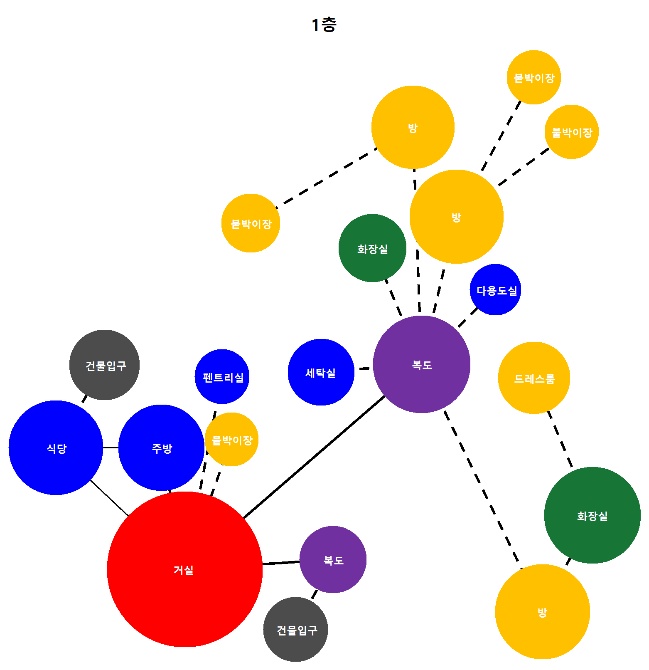 1층
붙박이장
방
붙박이장
붙박이장
방
화장실
다용도실
건물입구
펜트리실
세탁실
복도
드레스룸
식당
주방
붙박이장
화장실
거실
복도
방
건물입구